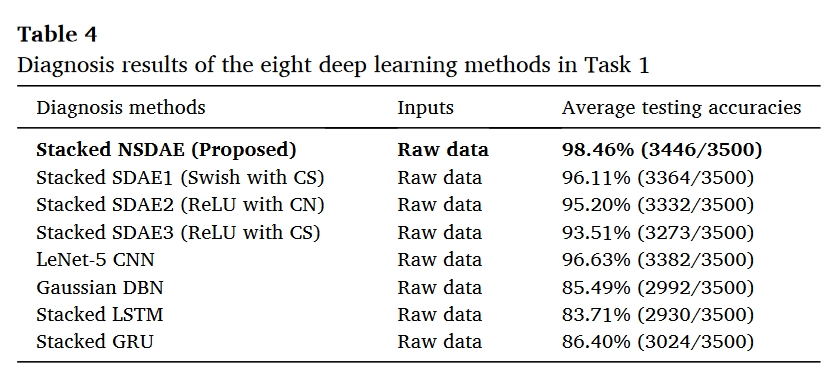 Table 4
Diagnosis results of the eight deep learning methods in Task 1
Diagnosis methods Inputs Average testing accuracies
Stacked NSDAE (Proposed) Raw data 98.46% (3446/3500)
Stacked SDAE1 (Swish with CS) Raw data 96.11% (3364/3500)
Stacked SDAE2 (ReLU with CN) Raw data 95.20% (3332/3500)
Stacked SDAE3 (ReLU with CS) Raw data 93.51% (3273/3500)
LeNet-5 CNN Raw data 96.63% (3382/3500)
Gaussian DBN Raw data 85.49% (2992/3500)
Stacked LSTM Raw data 83.71% (2930/3500)
Stacked GRU Raw data 86.40% (3024/3500)